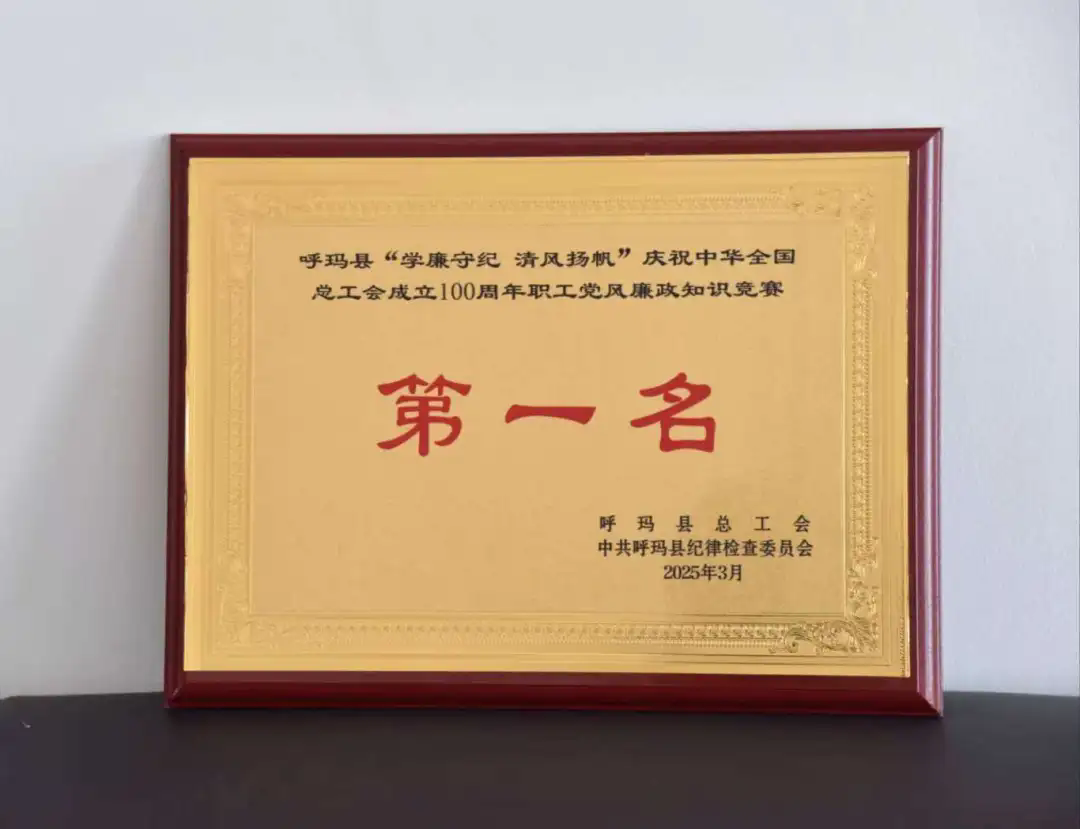 呼玛县“学廉守纪 清风扬帆”庆祝中华全国
总工会成立100周年职工党风廉政知识竞赛
第一名
呼玛县总工会
中共呼玛县纪律检查委员会
2025年3月